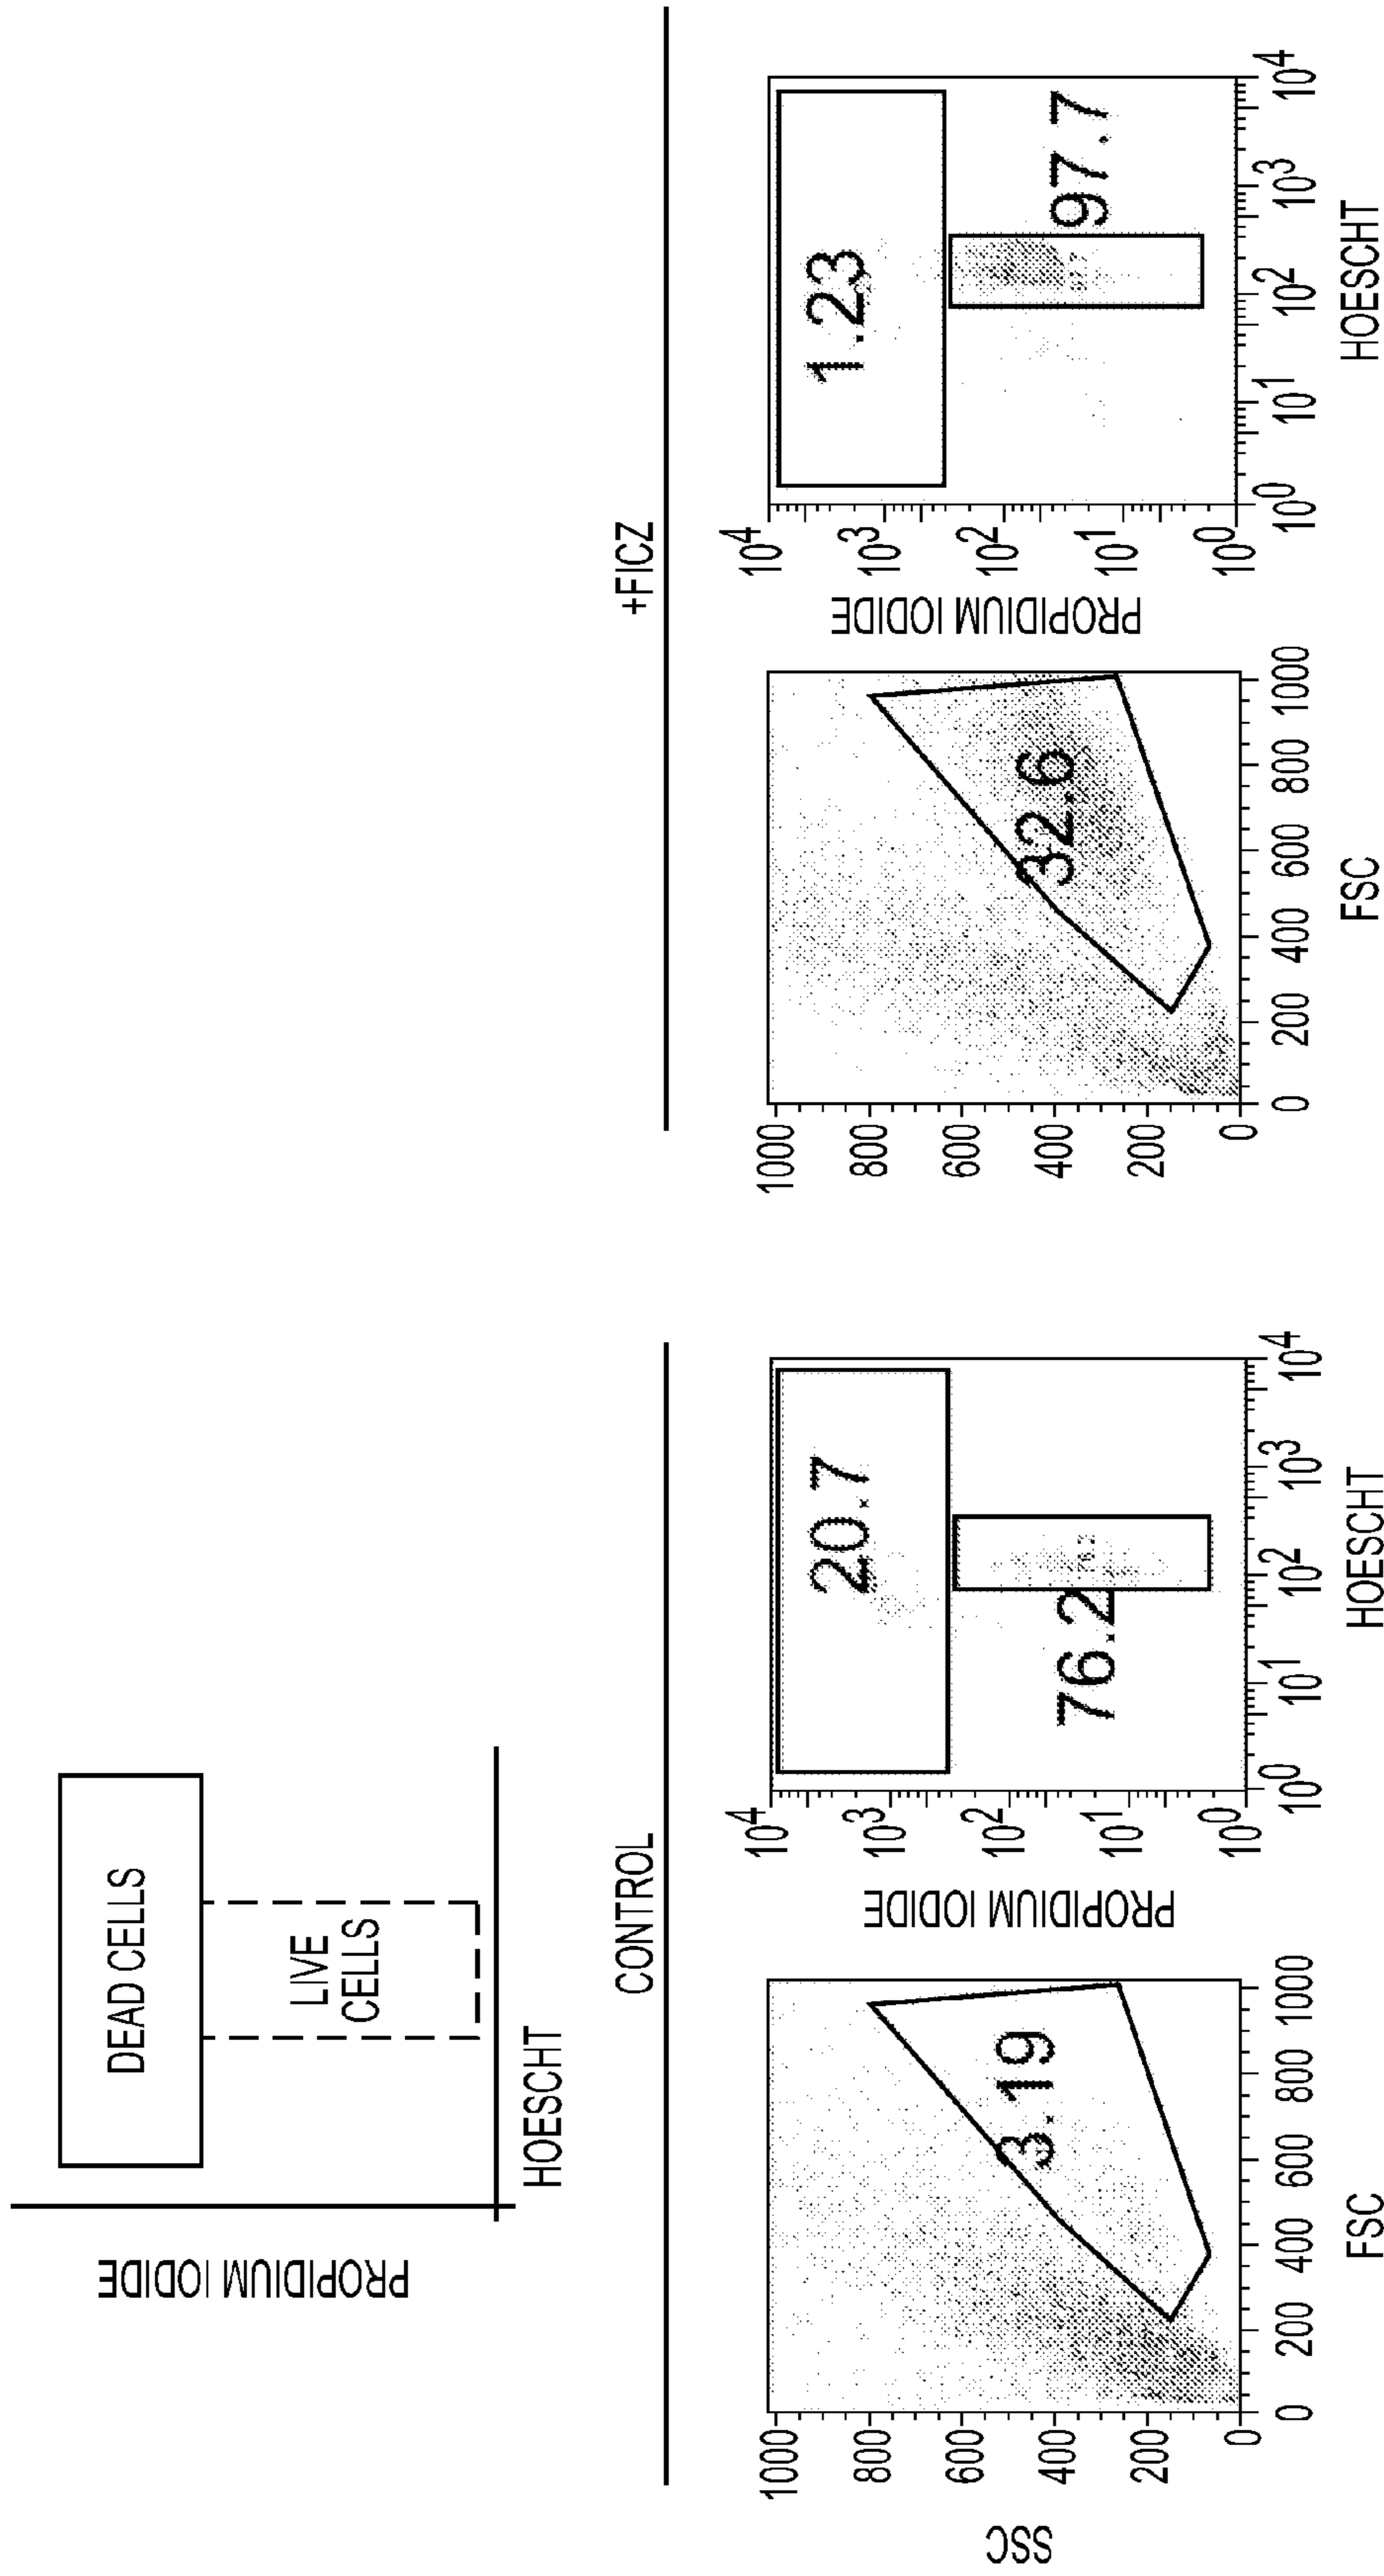 PROPIDIUM IODIDE
DEAD CELLS
LIVE
CELLS
HOESCHT
CONTROL
SSC
1000
800
600
400
200
0
3.19
0 200 400 600 800 1000
FSC
PROPIDIUM IODIDE
10^4
10^3
10^2
10^1
10^0
20.7
76.2
10^0 10^1 10^2 10^3 10^4
HOESCHT
+FICZ
1000
800
600
400
200
0
32.6
0 200 400 600 800 1000
FSC
PROPIDIUM IODIDE
10^4
10^3
10^2
10^1
10^0
1.23
97.7
10^0 10^1 10^2 10^3 10^4
HOESCHT